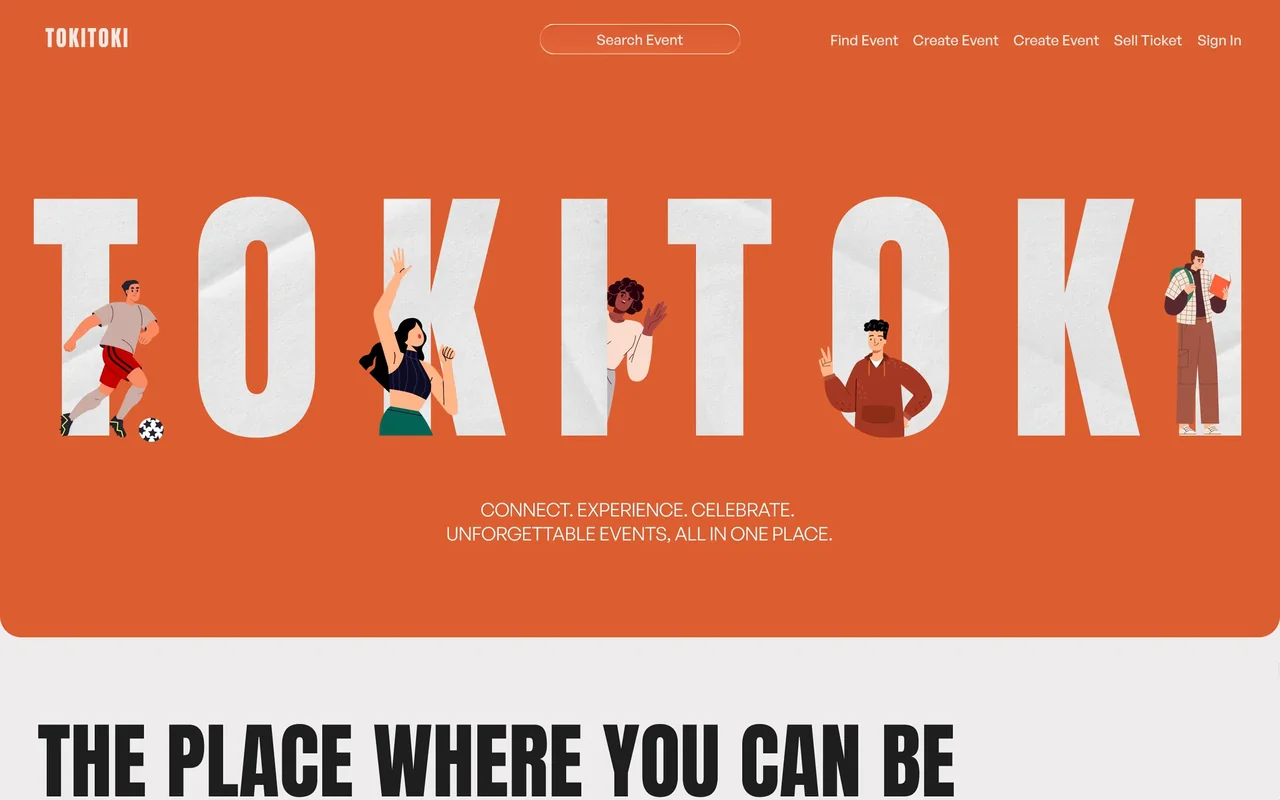 TOKITOKI
Search Event
Find Event Create Event Create Event Sell Ticket Sign In
TOKITOKI
CONNECT. EXPERIENCE. CELEBRATE.
UNFORGETTABLE EVENTS, ALL IN ONE PLACE.
THE PLACE WHERE YOU CAN BE